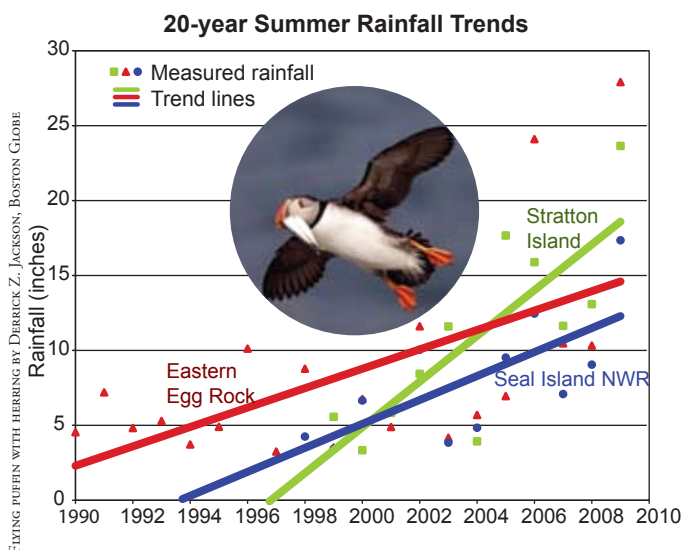 20-year Summer Rainfall Trends
Measured rainfall
Trend lines
Rainfall (inches)
30
25
20
15
10
5
0
Stratton
Island
Eastern
Egg Rock
Seal Island NWR
1990 1992 1994 1996 1998 2000 2002 2004 2006 2008 2010
Flying puffin with herring by Derrick Z. Jackson, Boston Globe